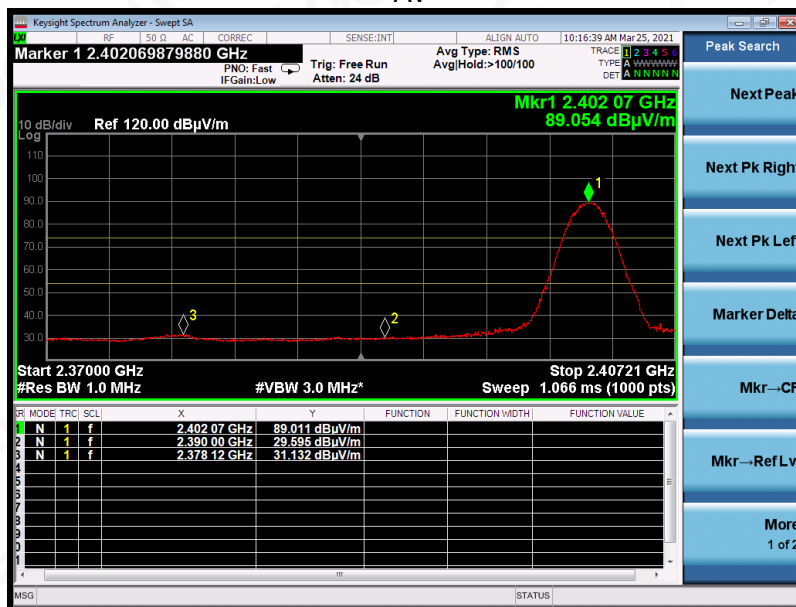 Keysight Spectrum Analyzer - Swept SA
LXI RF 50 Ω AC CORREC SENSE:INT ALIGN AUTO 10:16:39 AM Mar 25, 2021
Marker 1 2.402069879880 GHz
PNO: Fast
IFGain:Low
Trig: Free Run
Atten: 24 dB
Avg Type: RMS
Avg|Hold:>100/100
TRACE 1 2 3 4 5 6
TYPE A WWWWW
DET A N N N N N
Peak Search
Mkr1 2.402 07 GHz
89.054 dBµV/m
10 dB/div Ref 120.00 dBµV/m
Log
110
100
90.0
80.0
70.0
60.0
50.0
40.0
30.0
1
3
2
Start 2.37000 GHz
Stop 2.40721 GHz
#Res BW 1.0 MHz
#VBW 3.0 MHz*
Sweep 1.066 ms (1000 pts)
KR MODE TRC SCL X Y FUNCTION FUNCTION WIDTH FUNCTION VALUE
1 N 1 f 2.402 07 GHz 89.011 dBµV/m
2 N 1 f 2.390 00 GHz 29.595 dBµV/m
3 N 1 f 2.378 12 GHz 31.132 dBµV/m
4
5
6
7
8
9
0
1
MSG
STATUS
Next Peak
Next Pk Right
Next Pk Left
Marker Delta
Mkr→CF
Mkr→Ref Lvl
More
1 of 2